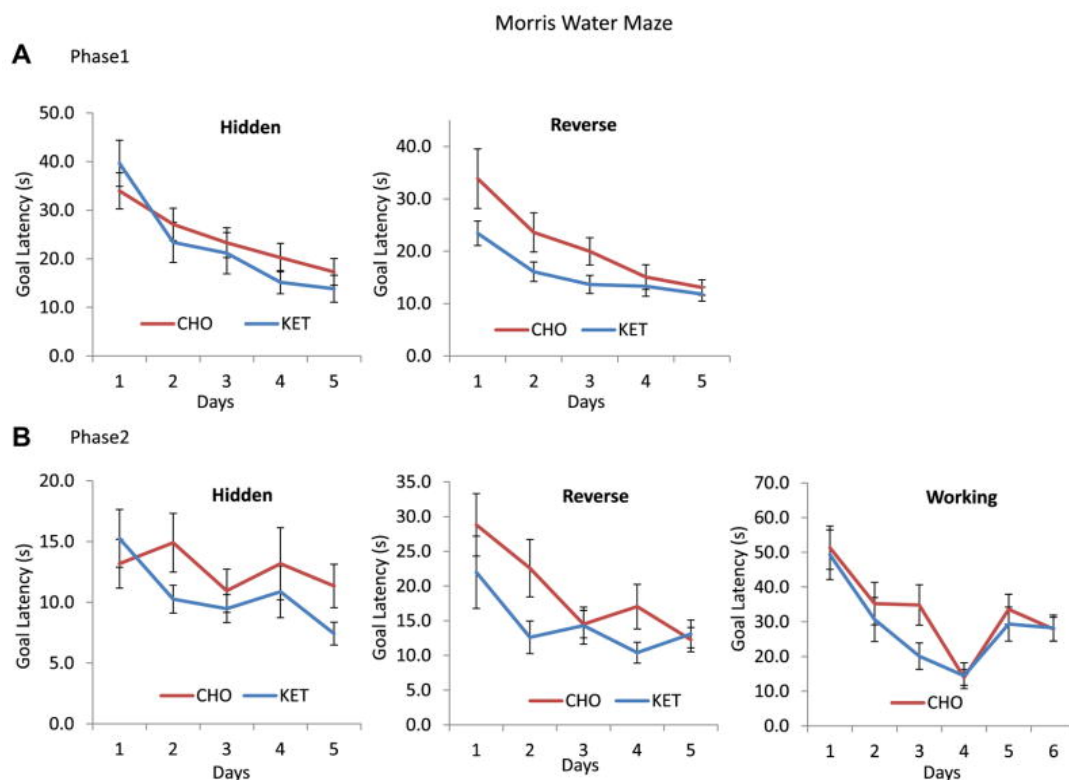 Morris Water Maze
A Phase1
Hidden
Goal Latency (s)
50.0
40.0
30.0
20.0
10.0
0.0
CHO KET
1 2 3 4 5
Days
Reverse
Goal Latency (s)
40.0
30.0
20.0
10.0
0.0
CHO KET
1 2 3 4 5
Days
B Phase2
Hidden
Goal Latency (s)
20.0
15.0
10.0
5.0
0.0
CHO KET
1 2 3 4 5
Days
Reverse
Goal Latency (s)
35.0
30.0
25.0
20.0
15.0
10.0
5.0
0.0
CHO KET
1 2 3 4 5
Days
Working
Goal Latency (s)
70.0
60.0
50.0
40.0
30.0
20.0
10.0
0.0
CHO
1 2 3 4 5 6
Days